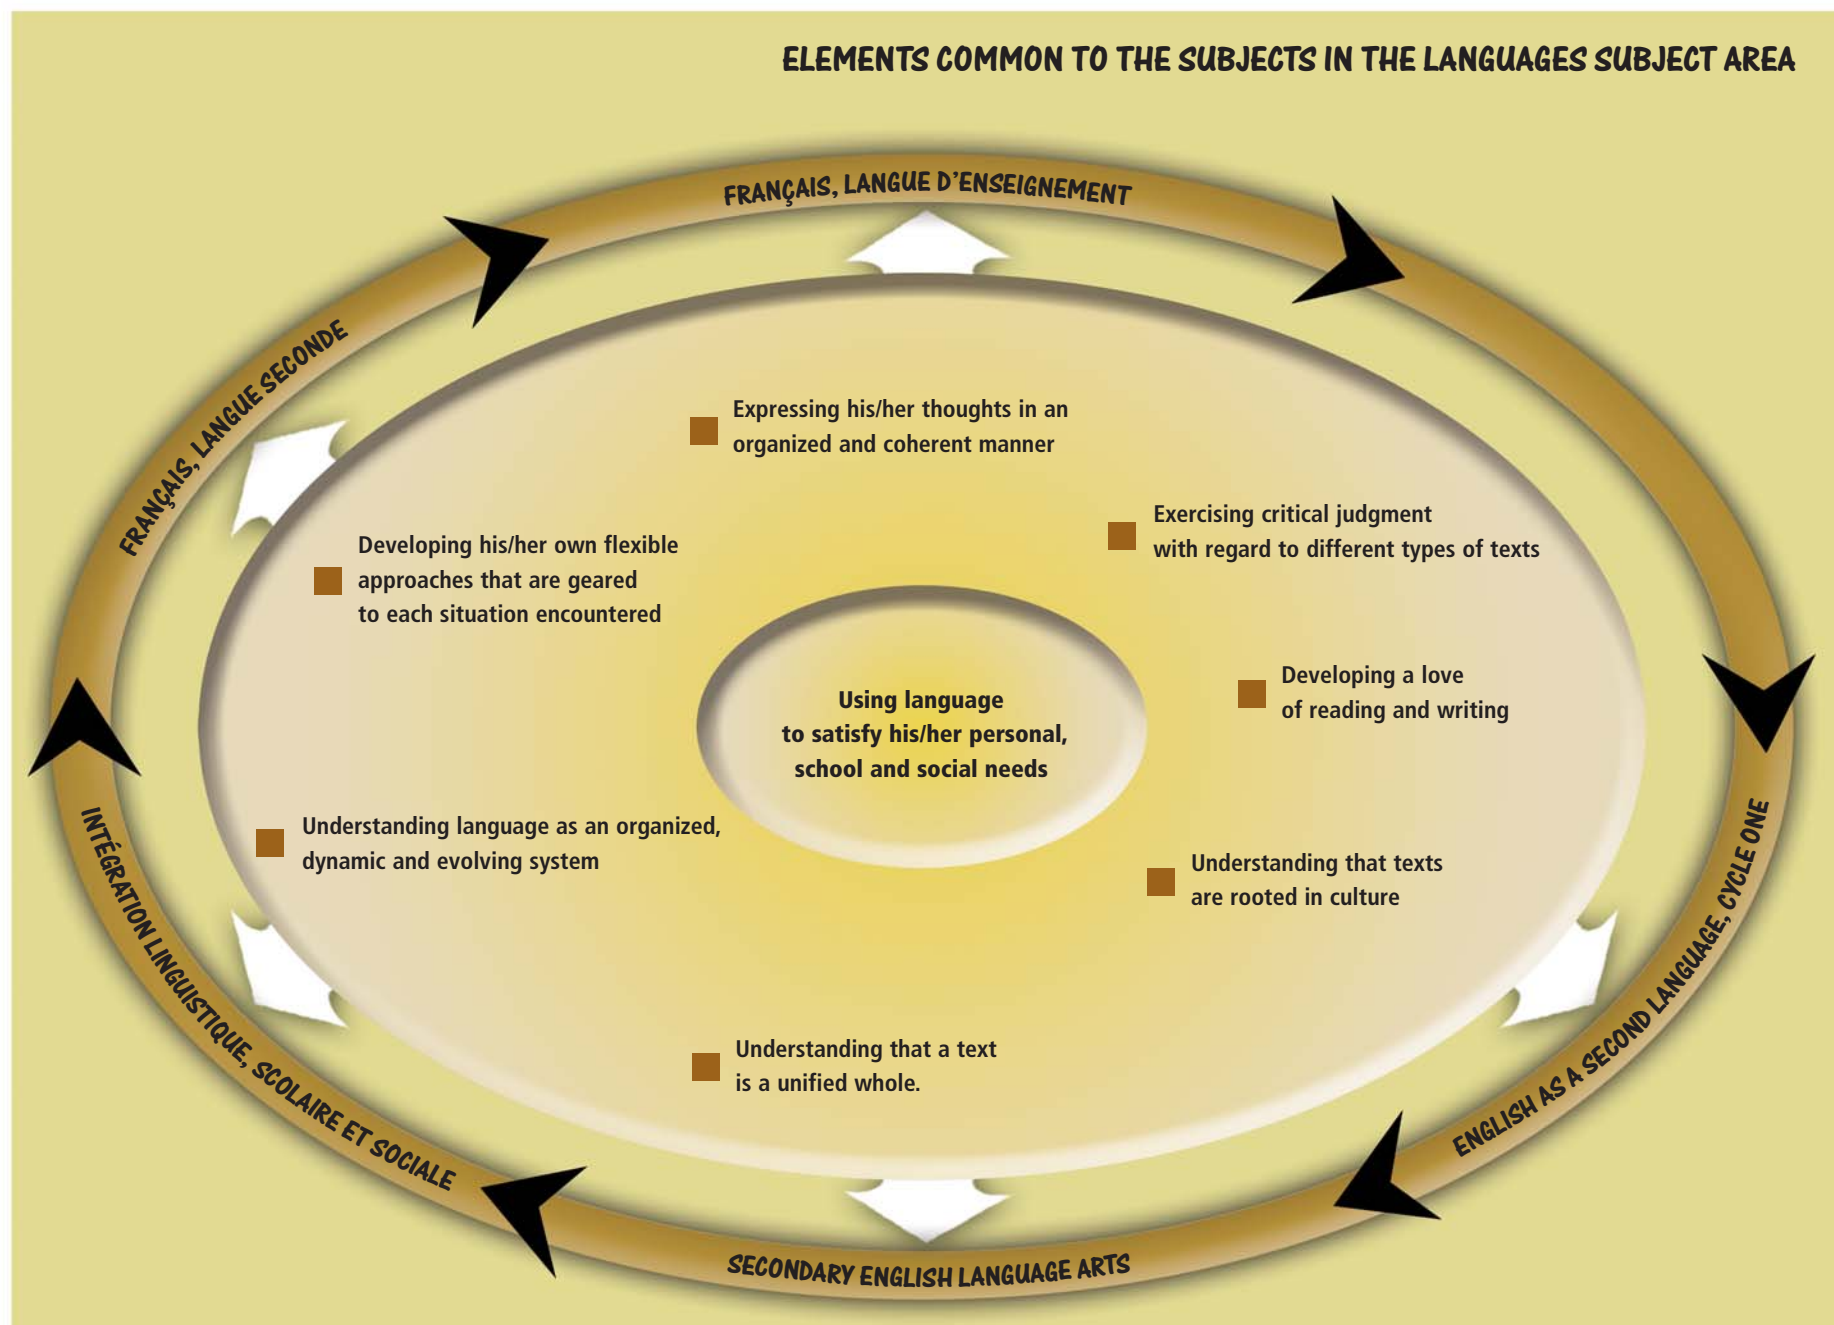 ELEMENTS COMMON TO THE SUBJECTS IN THE LANGUAGES SUBJECT AREA
FRANÇAIS, LANGUE D'ENSEIGNEMENT
FRANÇAIS, LANGUE SECONDE
Expressing his/her thoughts in an
organized and coherent manner
Exercising critical judgment
with regard to different types of texts
Developing his/her own flexible
approaches that are geared
to each situation encountered
Developing a love
of reading and writing
Using language
to satisfy his/her personal,
school and social needs
Understanding language as an organized,
dynamic and evolving system
Understanding that texts
are rooted in culture
Understanding that a text
is a unified whole.
INTÉGRATION LINGUISTIQUE, SCOLAIRE ET SOCIALE
ENGLISH AS A SECOND LANGUAGE, CYCLE ONE
SECONDARY ENGLISH LANGUAGE ARTS